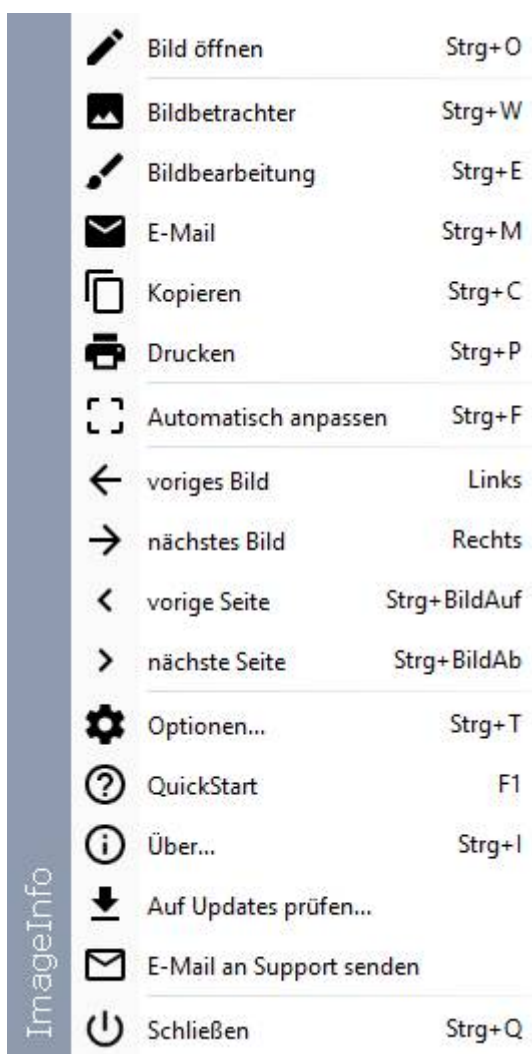 Bild öffnen Strg+O
Bildbetrachter Strg+W
Bildbearbeitung Strg+E
E-Mail Strg+M
Kopieren Strg+C
Drucken Strg+P
Automatisch anpassen Strg+F
voriges Bild Links
nächstes Bild Rechts
vorige Seite Strg+BildAuf
nächste Seite Strg+BildAb
Optionen... Strg+T
QuickStart F1
Über... Strg+I
Auf Updates prüfen...
E-Mail an Support senden
Schließen Strg+Q
ImageInfo